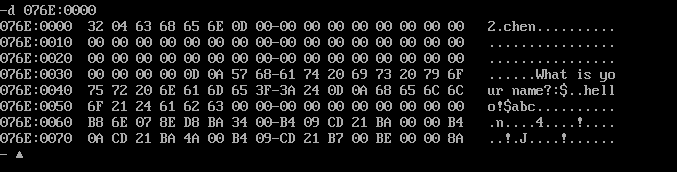 -d 076E:0000
076E:0000 32 04 63 68 65 6E 0D 00-00 00 00 00 00 00 00 00 2.chen..........
076E:0010 00 00 00 00 00 00 00 00-00 00 00 00 00 00 00 00 ................
076E:0020 00 00 00 00 00 00 00 00-00 00 00 00 00 00 00 00 ................
076E:0030 00 00 00 00 0D 0A 57 68-61 74 20 69 73 20 79 6F ......What is yo
076E:0040 75 72 20 6E 61 6D 65 3F-3A 24 0D 0A 68 65 6C 6C ur name?:$..hell
076E:0050 6F 21 24 61 62 63 00 00-00 00 00 00 00 00 00 00 o!$abc..........
076E:0060 B8 6E 07 8E D8 BA 34 00-B4 09 CD 21 BA 00 00 B4 .n....4....!....
076E:0070 0A CD 21 BA 4A 00 B4 09-CD 21 B7 00 BE 00 00 8A ..!.J....!......
- ▲